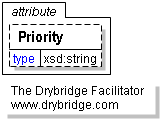 attribute
Priority
type xsd:string
The Drybridge Facilitator
www.drybridge.com